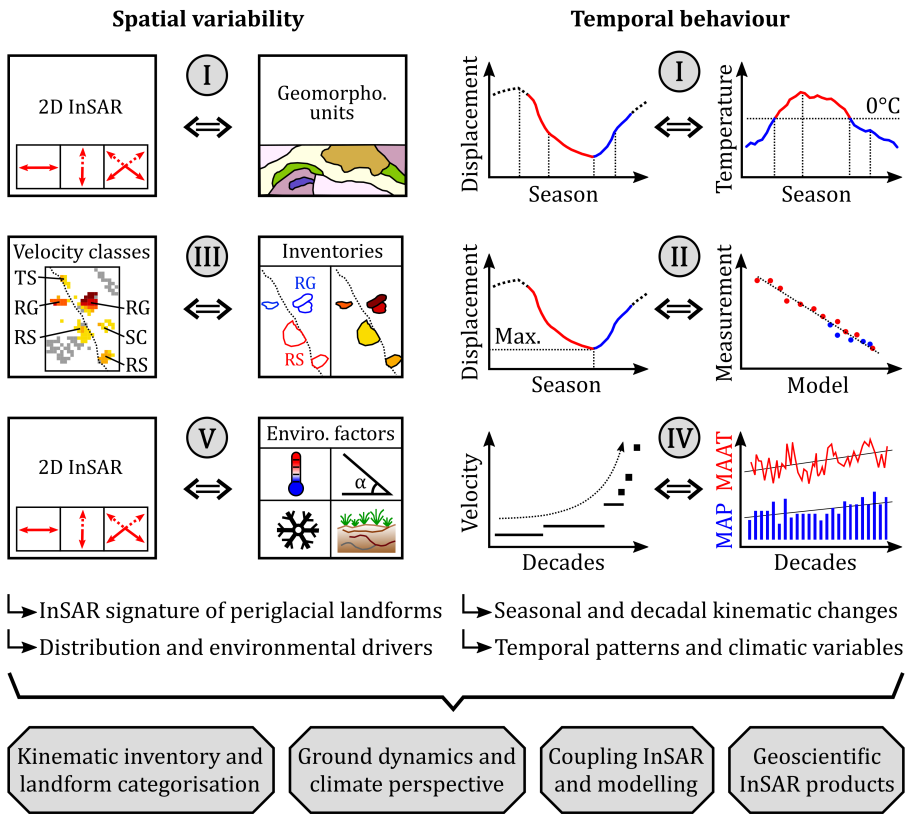 Spatial variability
Temporal behaviour
2D InSAR
I
Geomorpho.
units
Displacement
Season
I
Temperature
0°C
Season
Velocity classes
TS
RG
RG
RS
SC
RS
III
Inventories
RG
RS
Displacement
Max.
Season
II
Measurement
Model
2D InSAR
V
Enviro. factors
α
Velocity
Decades
IV
MAP MAAT
Decades
InSAR signature of periglacial landforms
Distribution and environmental drivers
Seasonal and decadal kinematic changes
Temporal patterns and climatic variables
Kinematic inventory and
landform categorisation
Ground dynamics and
climate perspective
Coupling InSAR
and modelling
Geoscientific
InSAR products